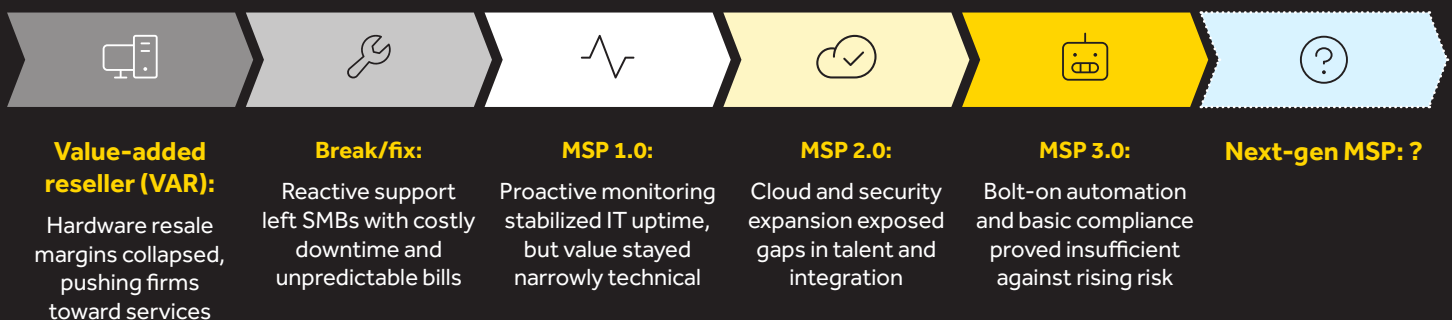 Value-added
reseller (VAR):
Hardware resale
margins collapsed,
pushing firms
toward services
Break/fix:
Reactive support
left SMBs with costly
downtime and
unpredictable bills
MSP 1.0:
Proactive monitoring
stabilized IT uptime,
but value stayed
narrowly technical
MSP 2.0:
Cloud and security
expansion exposed
gaps in talent and
integration
MSP 3.0:
Bolt-on automation
and basic compliance
proved insufficient
against rising risk
Next-gen MSP: ?